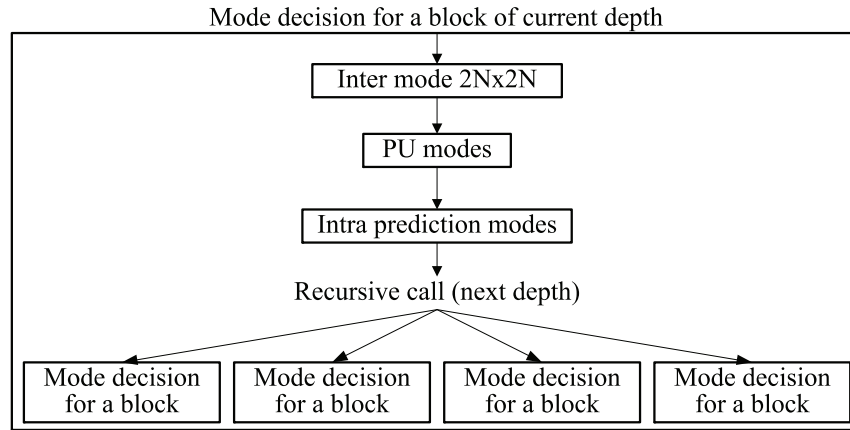 Mode decision for a block of current depth
Inter mode 2Nx2N
PU modes
Intra prediction modes
Recursive call (next depth)
Mode decision
for a block
Mode decision
for a block
Mode decision
for a block
Mode decision
for a block